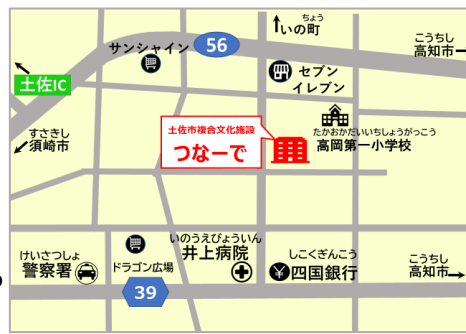 ちょう
↑いの町
サンシャイン
56
こうちし
高知市→
土佐IC
セブン
イレブン
土佐市複合文化施設
つなーで
たかおかだいいちしょうがっこう
高岡第一小学校
すさきし
須崎市
いのうえびょういん
井上病院
けいさつしょ
警察署
ドラゴン広場
しこくぎんこう
四国銀行
こうちし
高知市→
39